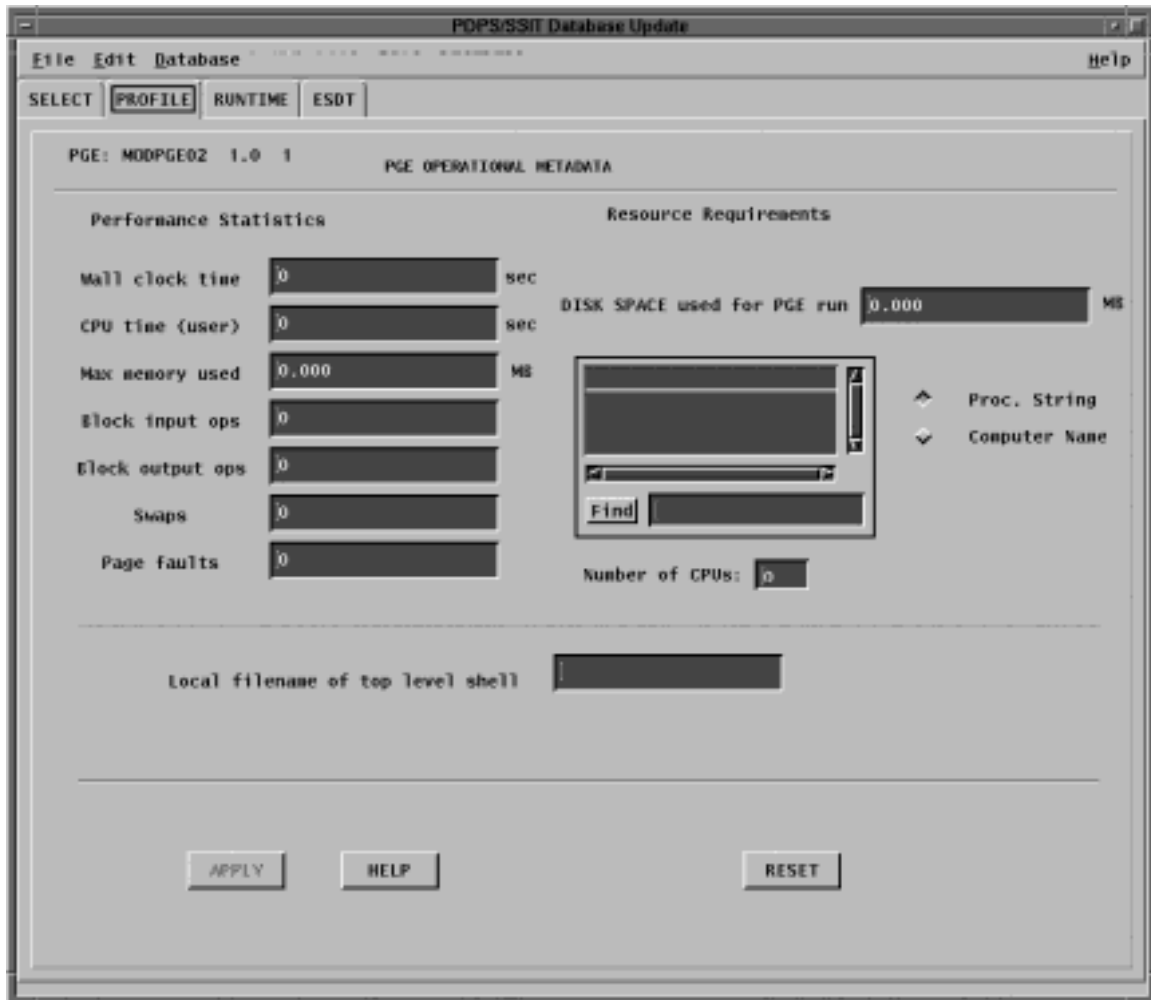 PDPS/SSIT Database Update
File Edit Database Help
SELECT PROFILE RUNTIME ESDT
PGE: MODPGE02 1.0 1
PGE OPERATIONAL METADATA
Performance Statistics
Resource Requirements
Wall clock time 0 sec
CPU time (user) 0 sec
Max memory used 0.000 MB
Block input ops 0
Block output ops 0
Swaps 0
Page faults 0
DISK SPACE used for PGE run 0.000 MB
Proc. String
Computer Name
Find
Number of CPUs: 0
Local filename of top level shell
APPLY HELP RESET